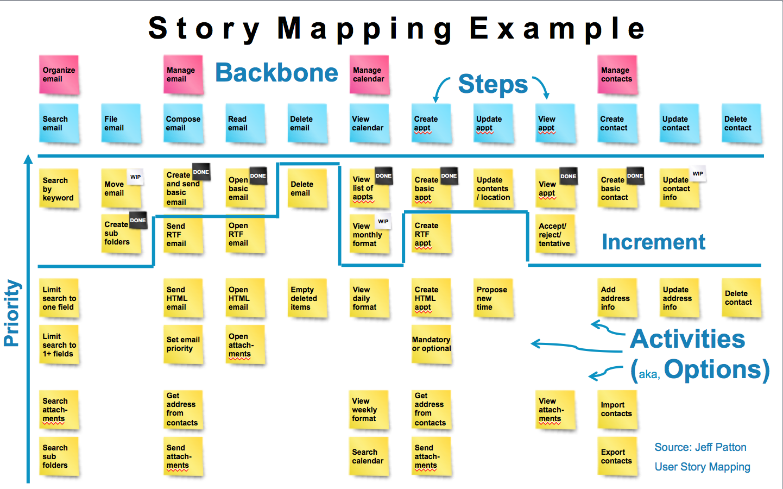 Story Mapping Example
Organize
email
Manage
email
Backbone
Manage
calendar
Steps
Manage
contacts
Search
email
File
email
Compose
email
Read
email
Delete
email
View
calendar
Create
appt
Update
appt
View
appt
Create
contact
Update
contact
Delete
contact
Search
by
keyword
Move
email
WIP
Create
and send
basic
email
DONE
Open
basic
email
DONE
Delete
email
View
list of
appts
DONE
Create
basic
appt
DONE
Update
contents
/ location
View
appt
DONE
Create
basic
contact
DONE
Update
contact
info
WIP
Create
sub
folders
DONE
Send
RTF
email
Open
RTF
email
View
monthly
format
WIP
Create
RTF
appt
Accept/
reject/
tentative
Increment
Priority
Limit
search to
one field
Send
HTML
email
Open
HTML
email
Empty
deleted
items
View
daily
format
Create
HTML
appt
Propose
new
time
Add
address
info
Update
address
info
Delete
contact
Limit
search to
1+ fields
Set email
priority
Open
attach-
ments
Mandatory
or optional
Activities
(aka, Options)
Search
attach-
ments
Get
address
from
contacts
View
weekly
format
Get
address
from
contacts
View
attach-
ments
Import
contacts
Search
sub
folders
Send
attach-
ments
Search
calendar
Send
attach-
ments
Export
contacts
Source: Jeff Patton
User Story Mapping